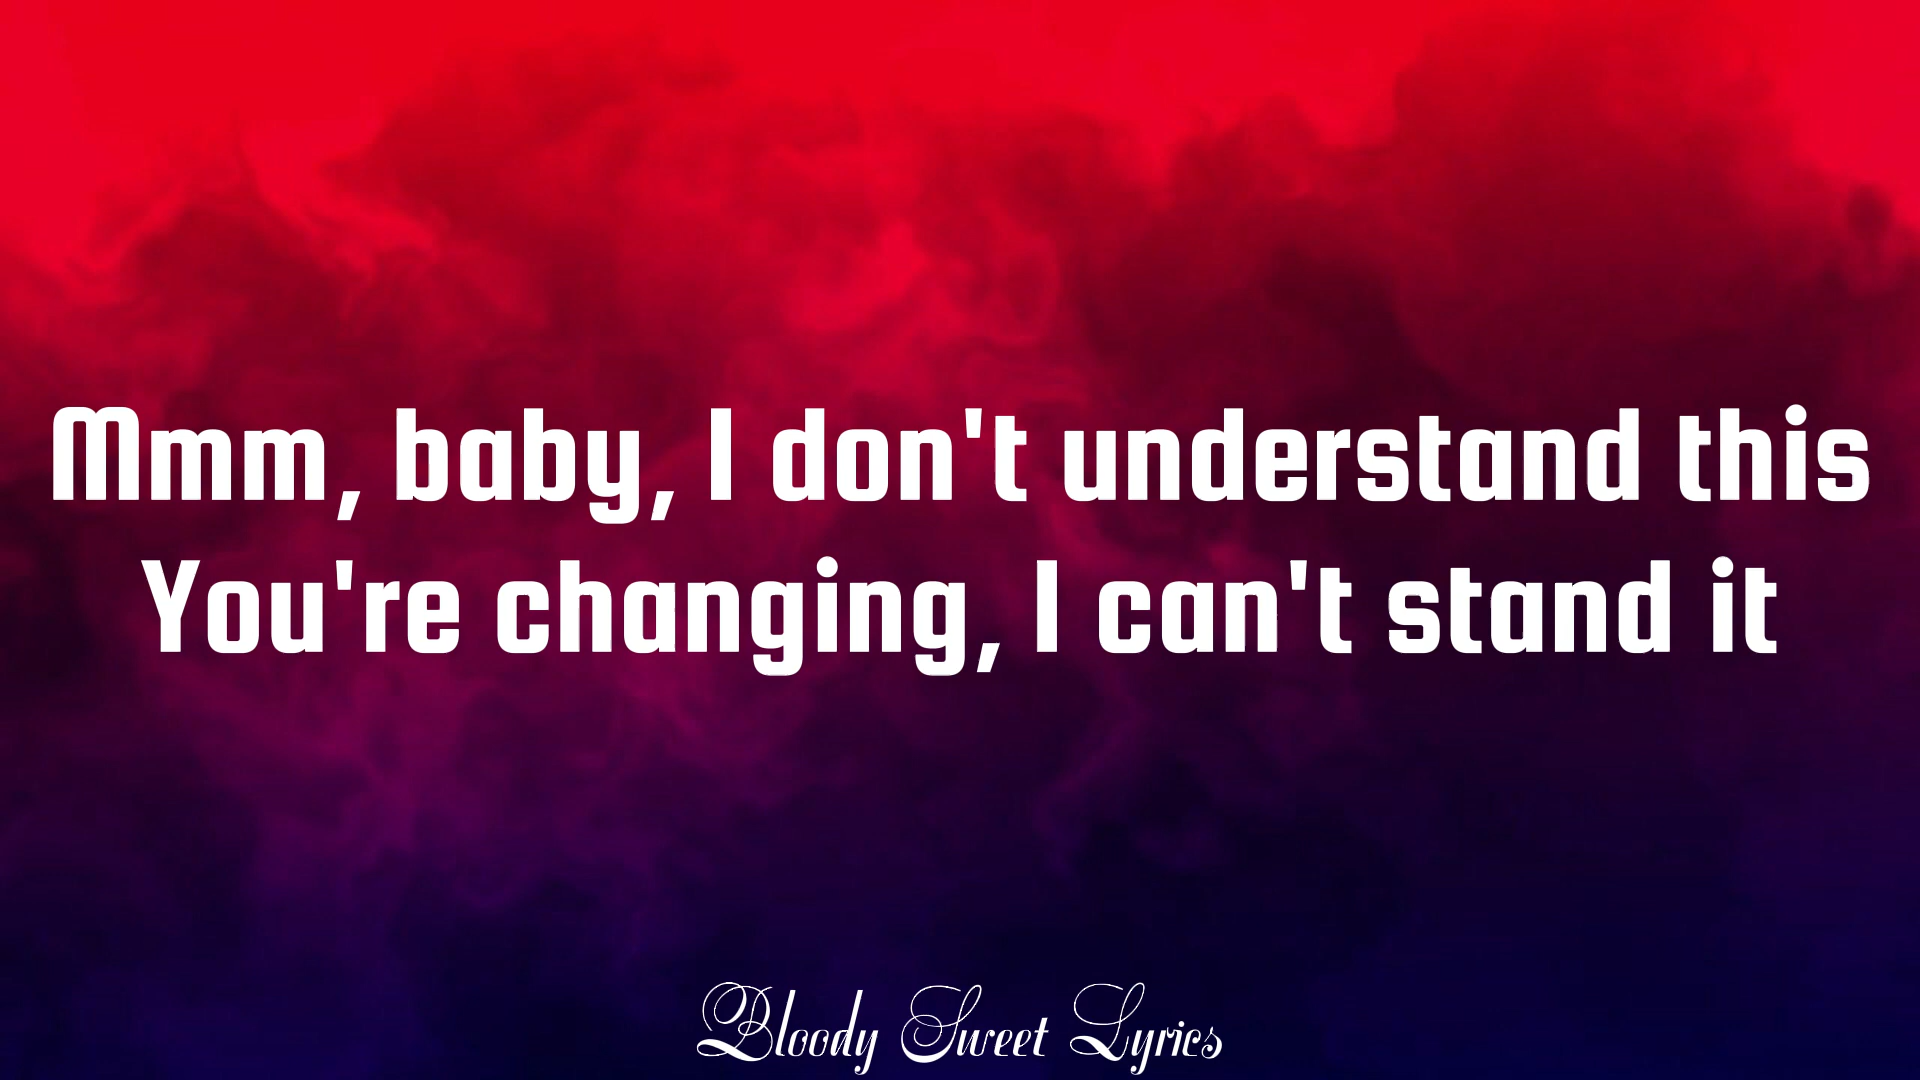 Mmm, baby, I don't understand this
You're changing, I can't stand it
Bloody Sweet Lyrics